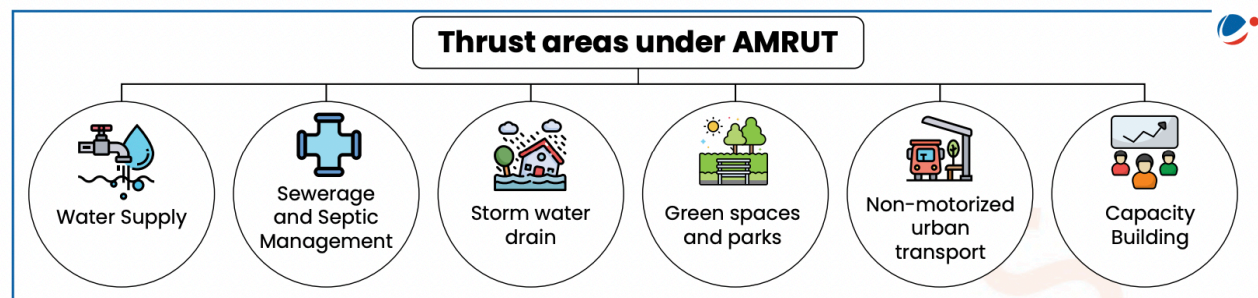 Thrust areas under AMRUT
Water Supply
Sewerage
and Septic
Management
Storm water
drain
Green spaces
and parks
Non-motorized
urban
transport
Capacity
Building